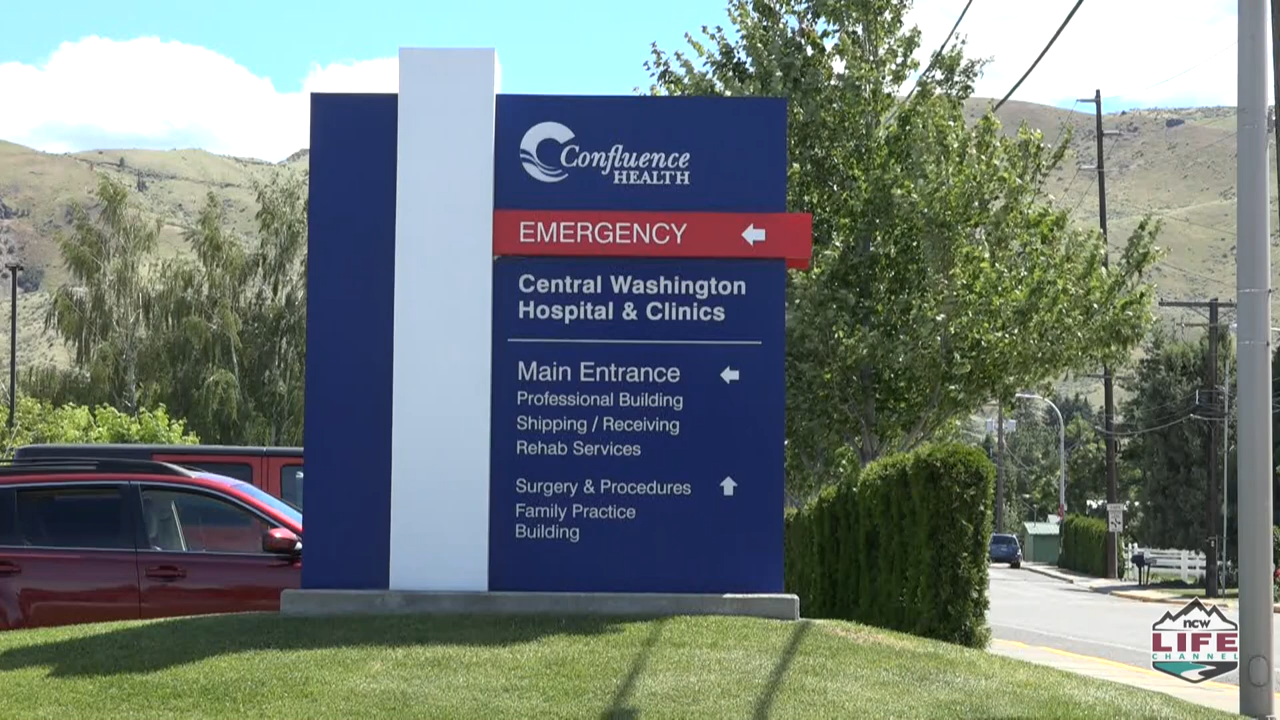 Confluence
HEALTH
EMERGENCY
Central Washington
Hospital & Clinics
Main Entrance
Professional Building
Shipping / Receiving
Rehab Services
Surgery & Procedures
Family Practice
Building
ncw
LIFE
CHANNEL